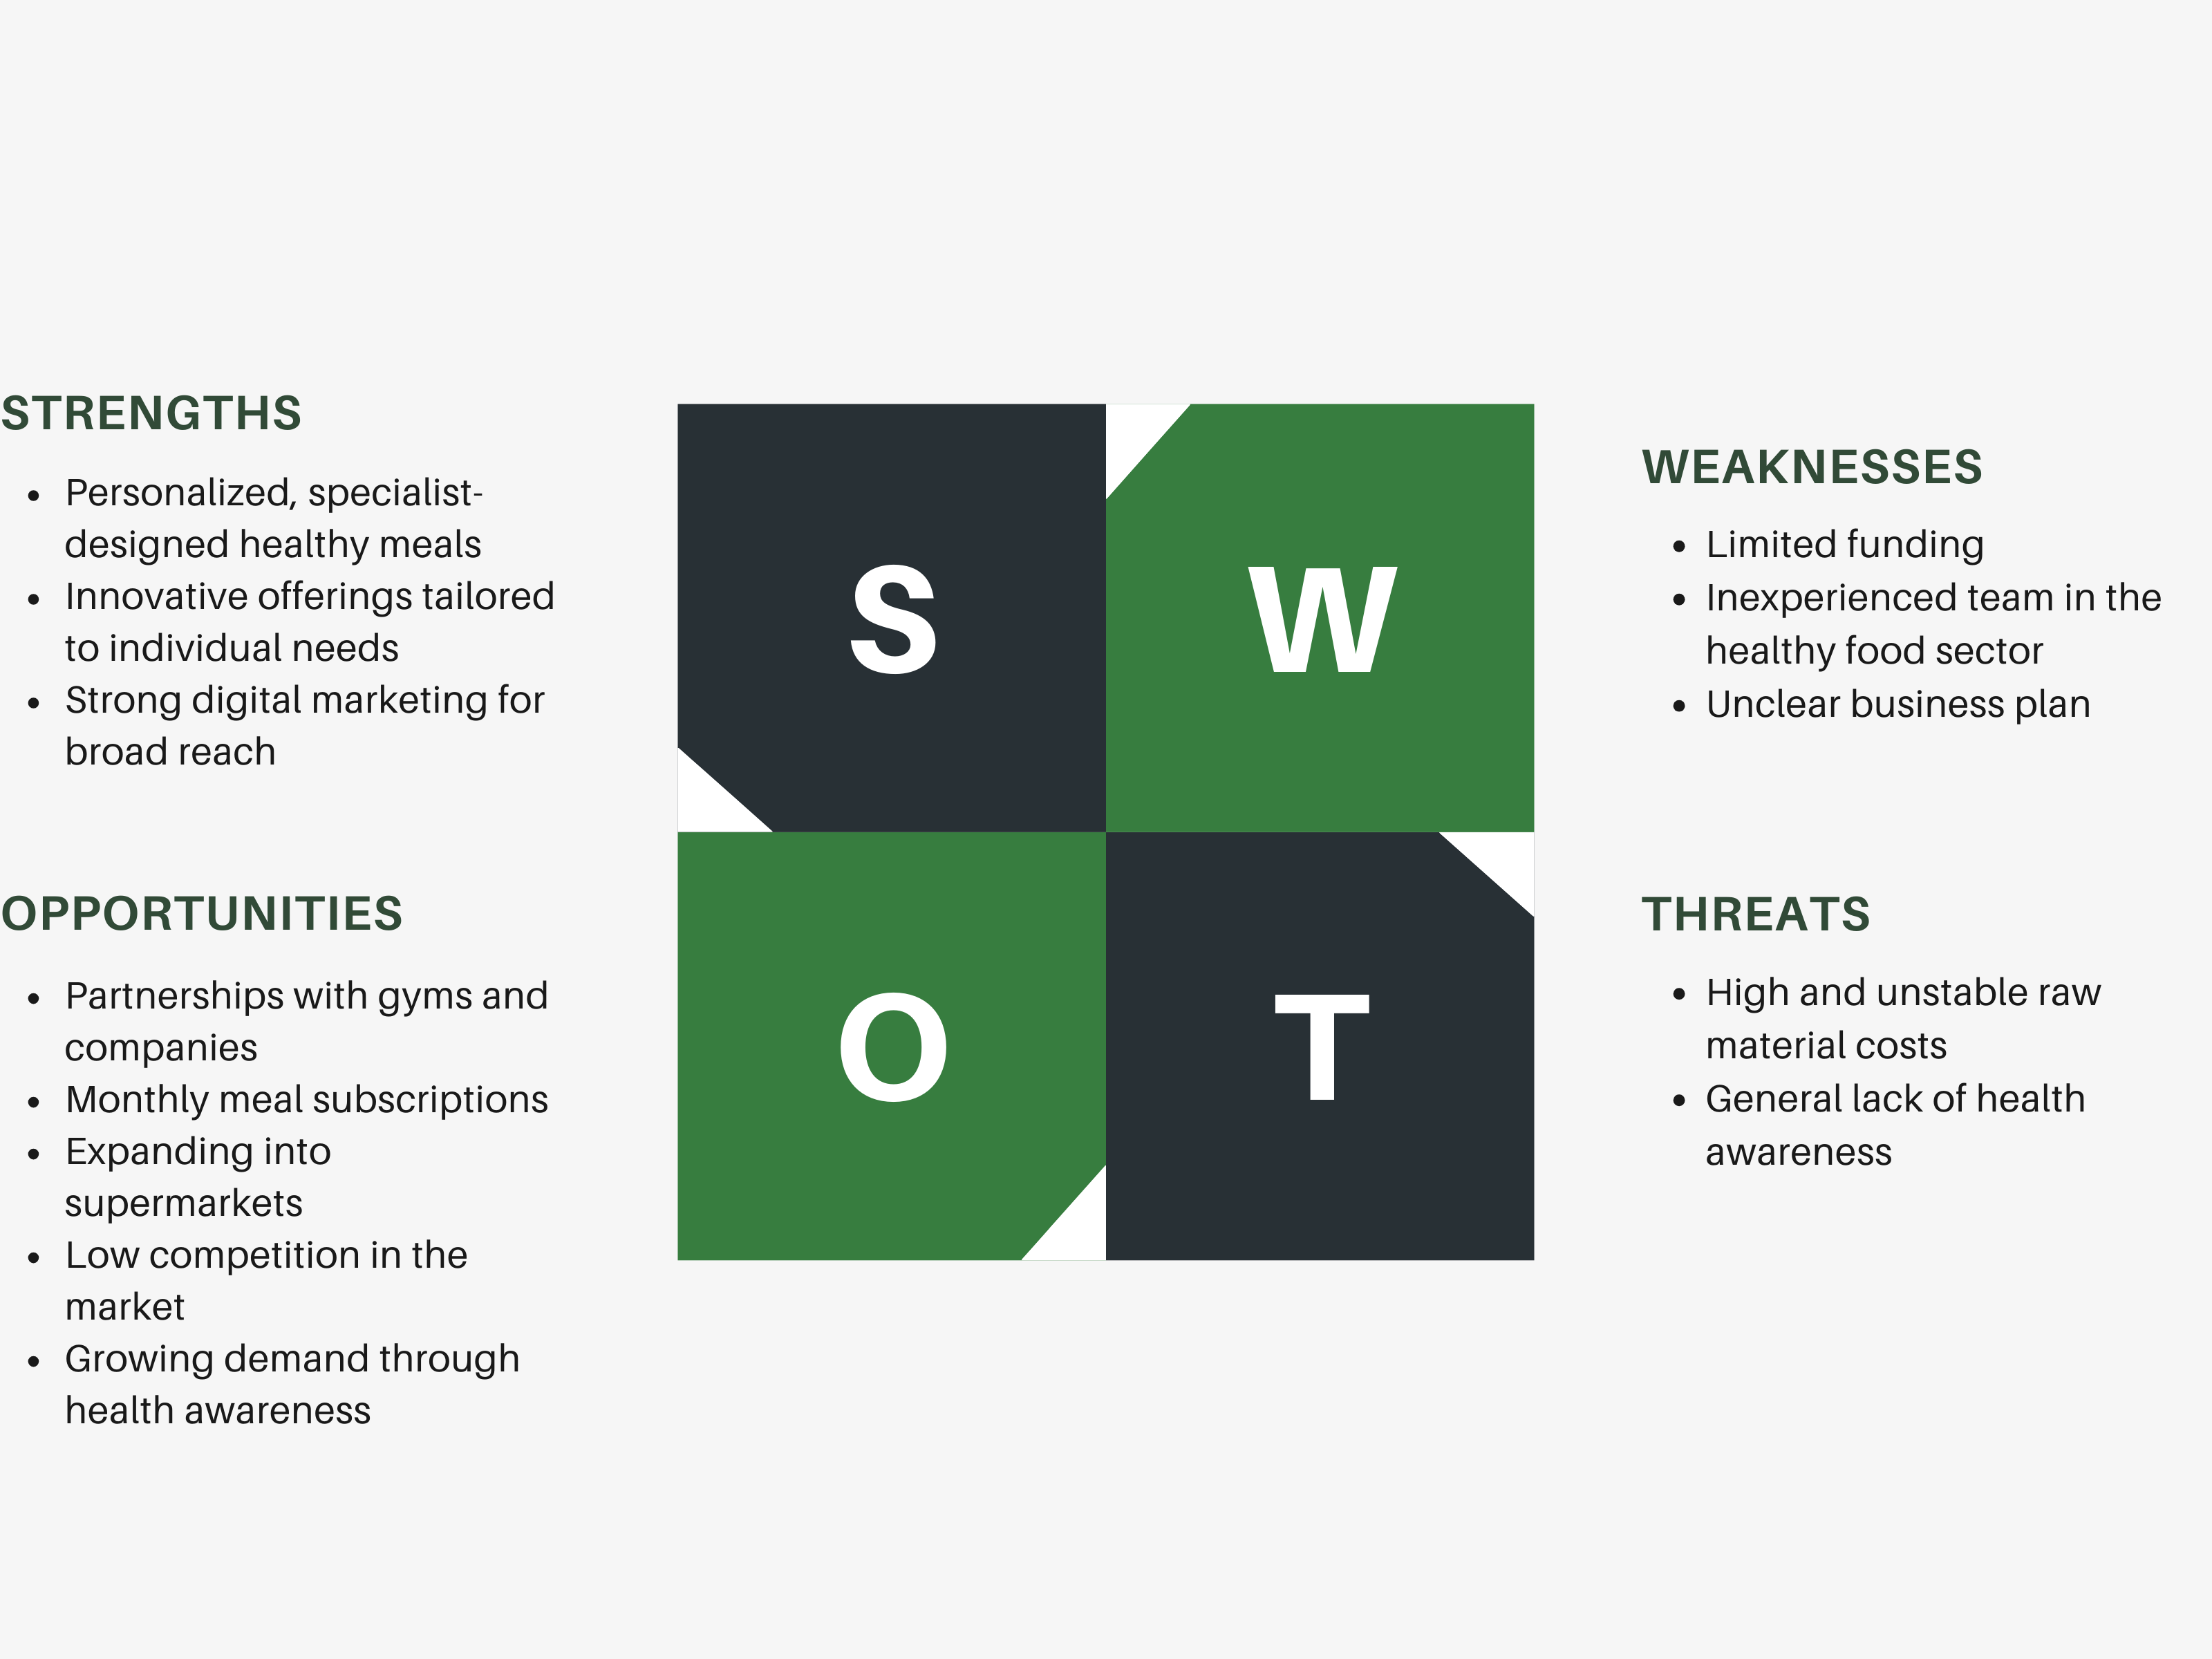 STRENGTHS
• Personalized, specialist-
designed healthy meals
• Innovative offerings tailored
to individual needs
• Strong digital marketing for
broad reach
S
W
WEAKNESSES
• Limited funding
• Inexperienced team in the
healthy food sector
• Unclear business plan
OPPORTUNITIES
• Partnerships with gyms and
companies
• Monthly meal subscriptions
• Expanding into
supermarkets
• Low competition in the
market
• Growing demand through
health awareness
O
T
THREATS
• High and unstable raw
material costs
• General lack of health
awareness